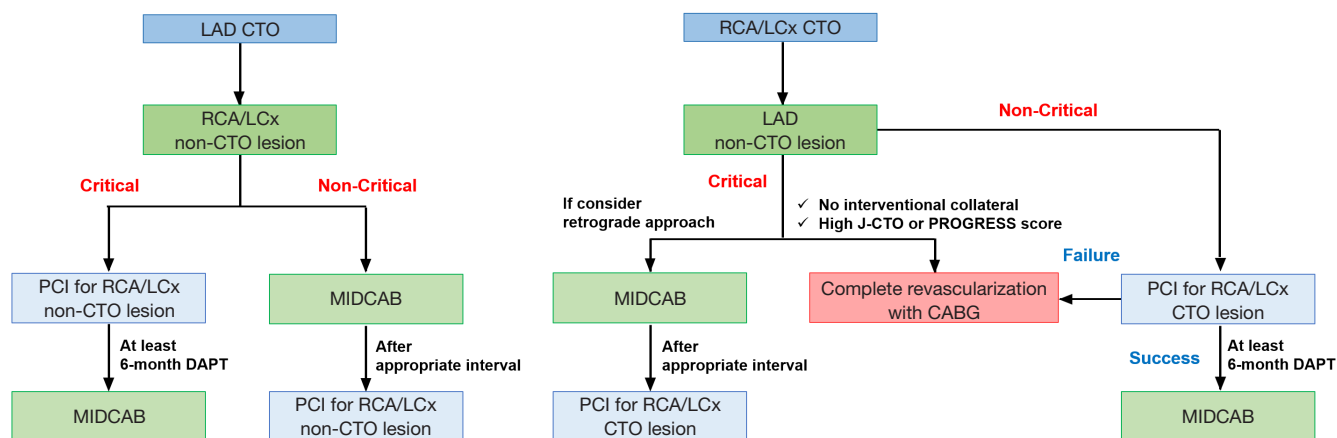 LAD CTO
RCA/LCx
non-CTO lesion
Critical
Non-Critical
PCI for RCA/LCx
non-CTO lesion
MIDCAB
At least
6-month DAPT
After
appropriate interval
MIDCAB
PCI for RCA/LCx
non-CTO lesion
RCA/LCx CTO
LAD
non-CTO lesion
Non-Critical
Critical
If consider
retrograde approach
✓ No interventional collateral
✓ High J-CTO or PROGRESS score
Failure
MIDCAB
Complete revascularization
with CABG
PCI for RCA/LCx
CTO lesion
After
appropriate interval
Success
At least
6-month DAPT
PCI for RCA/LCx
CTO lesion
MIDCAB